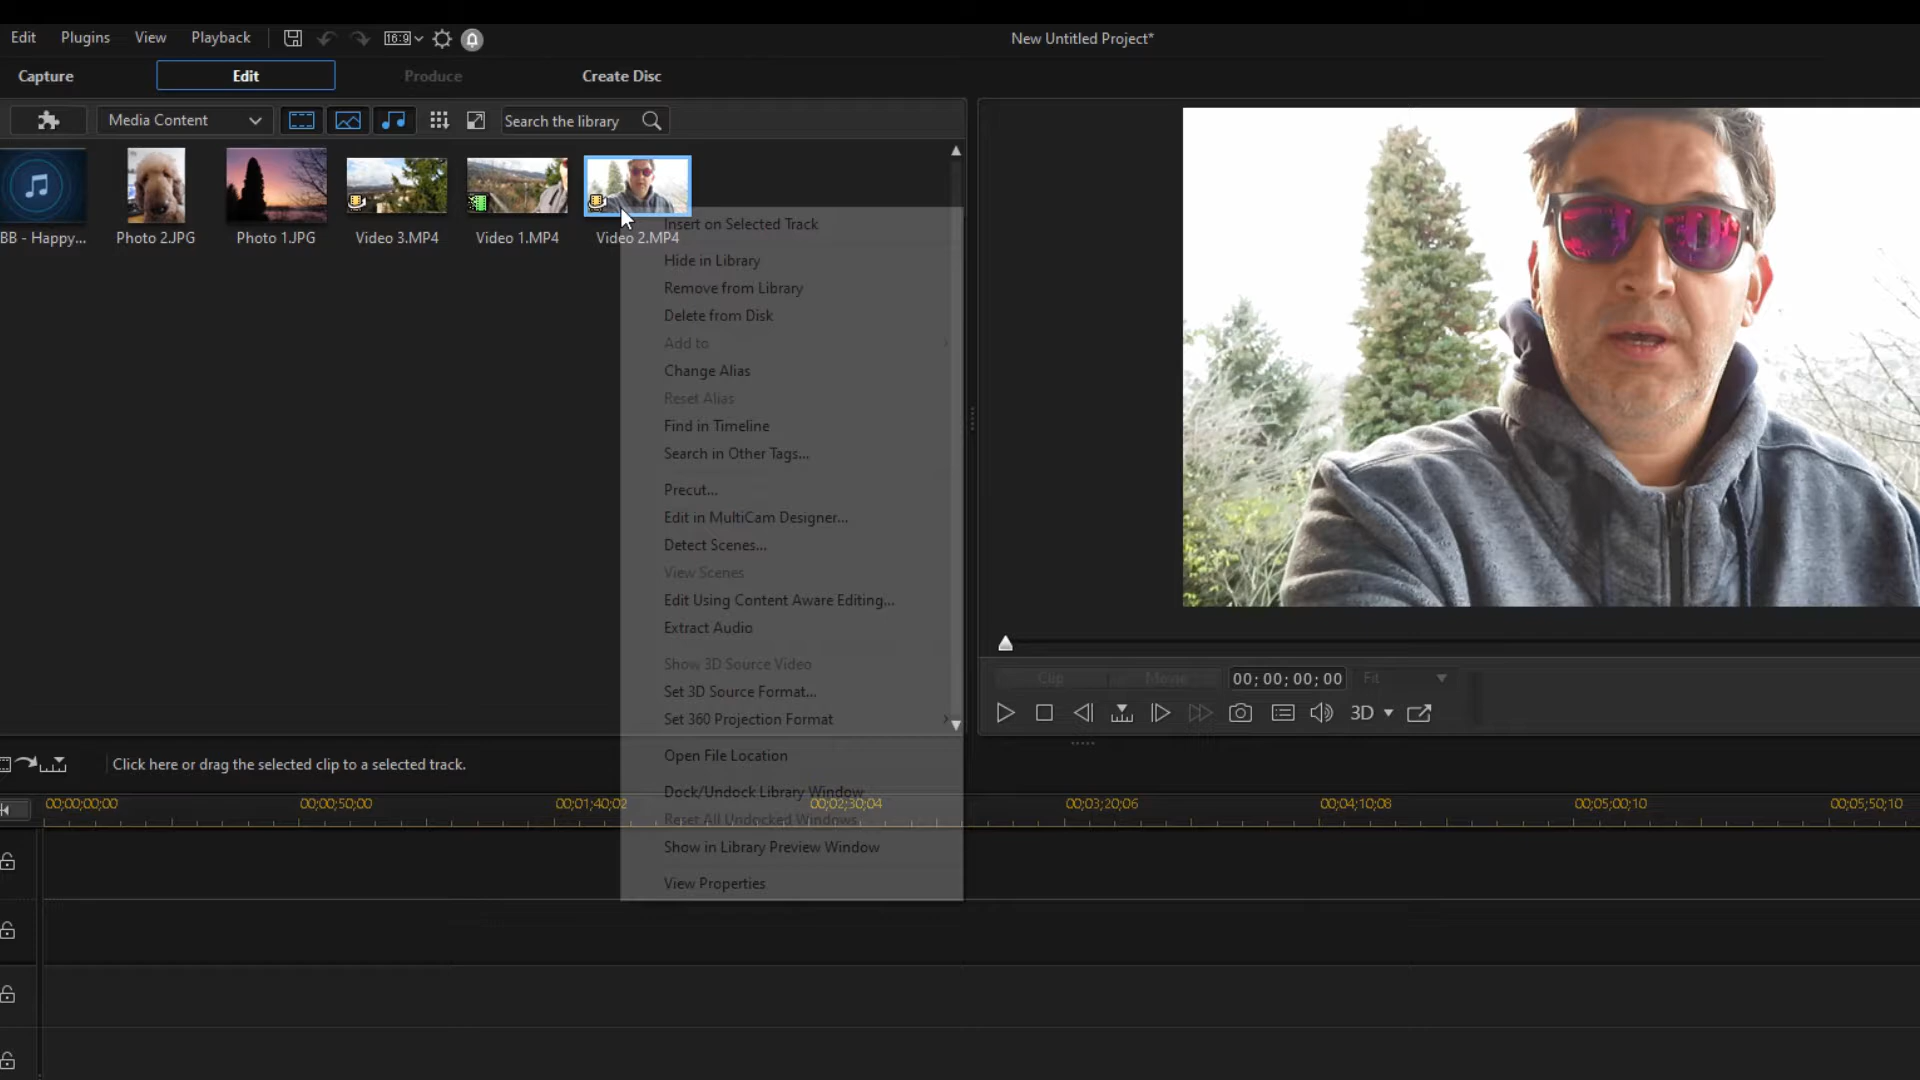 Edit Plugins View Playback 16:9 New Untitled Project*
Capture Edit Produce Create Disc
Media Content Search the library
BB - Happy... Photo 2.JPG Photo 1.JPG Video 3.MP4 Video 1.MP4 Video 2.MP4
Insert on Selected Track
Hide in Library
Remove from Library
Delete from Disk
Add to
Change Alias
Reset Alias
Find in Timeline
Search in Other Tags...
Precut...
Edit in MultiCam Designer...
Detect Scenes...
View Scenes
Edit Using Content Aware Editing...
Extract Audio
Show 3D Source Video
Set 3D Source Format...
Set 360 Projection Format
Open File Location
Dock/Undock Library Window
Reset All Undocked Windows
Show in Library Preview Window
View Properties
Clip Movie 00;00;00;00 Fit
3D
Click here or drag the selected clip to a selected track.
00;00;00;00 00;00;50;00 00;01;40;02 00;02;30;04 00;03;20;06 00;04;10;08 00;05;00;10 00;05;50;10